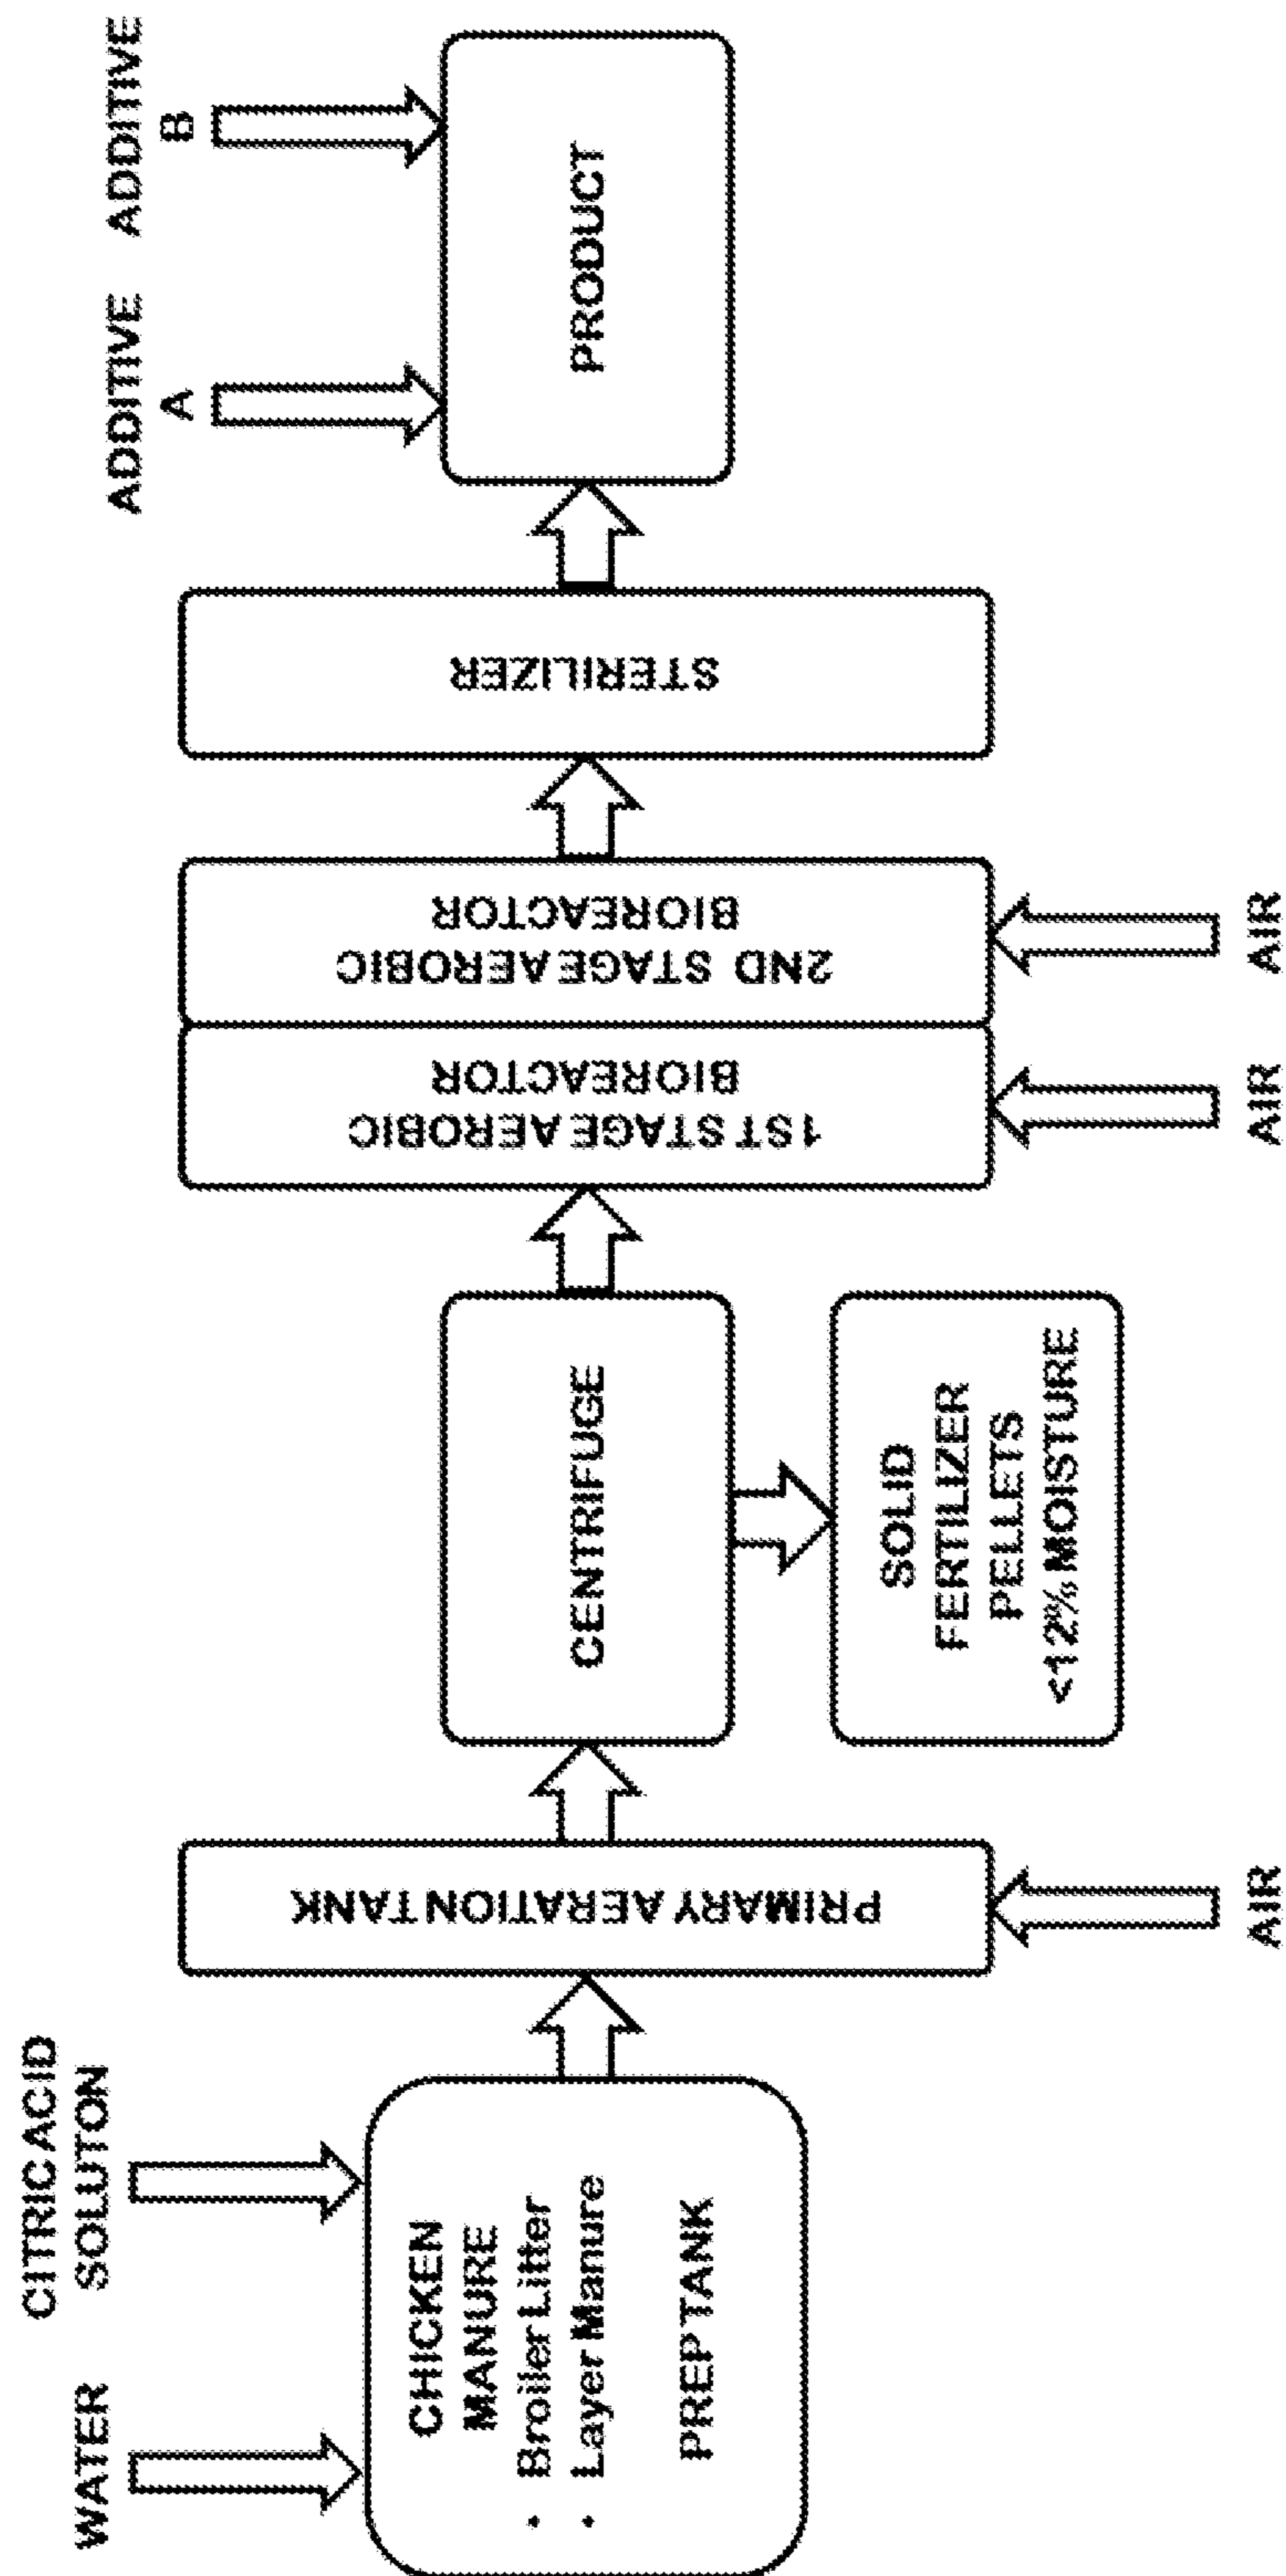 WATER
CITRIC ACID
SOLUTON
CHICKEN
MANURE
• Broiler Litter
• Layer Manure
PREP TANK
PRIMARY AERATION TANK
AIR
CENTRIFUGE
SOLID
FERTILIZER
PELLETS
<12% MOISTURE
1ST STAGE AEROBIC
BIOREACTOR
AIR
2ND STAGE AEROBIC
BIOREACTOR
AIR
STERILIZER
ADDITIVE
A
ADDITIVE
B
PRODUCT